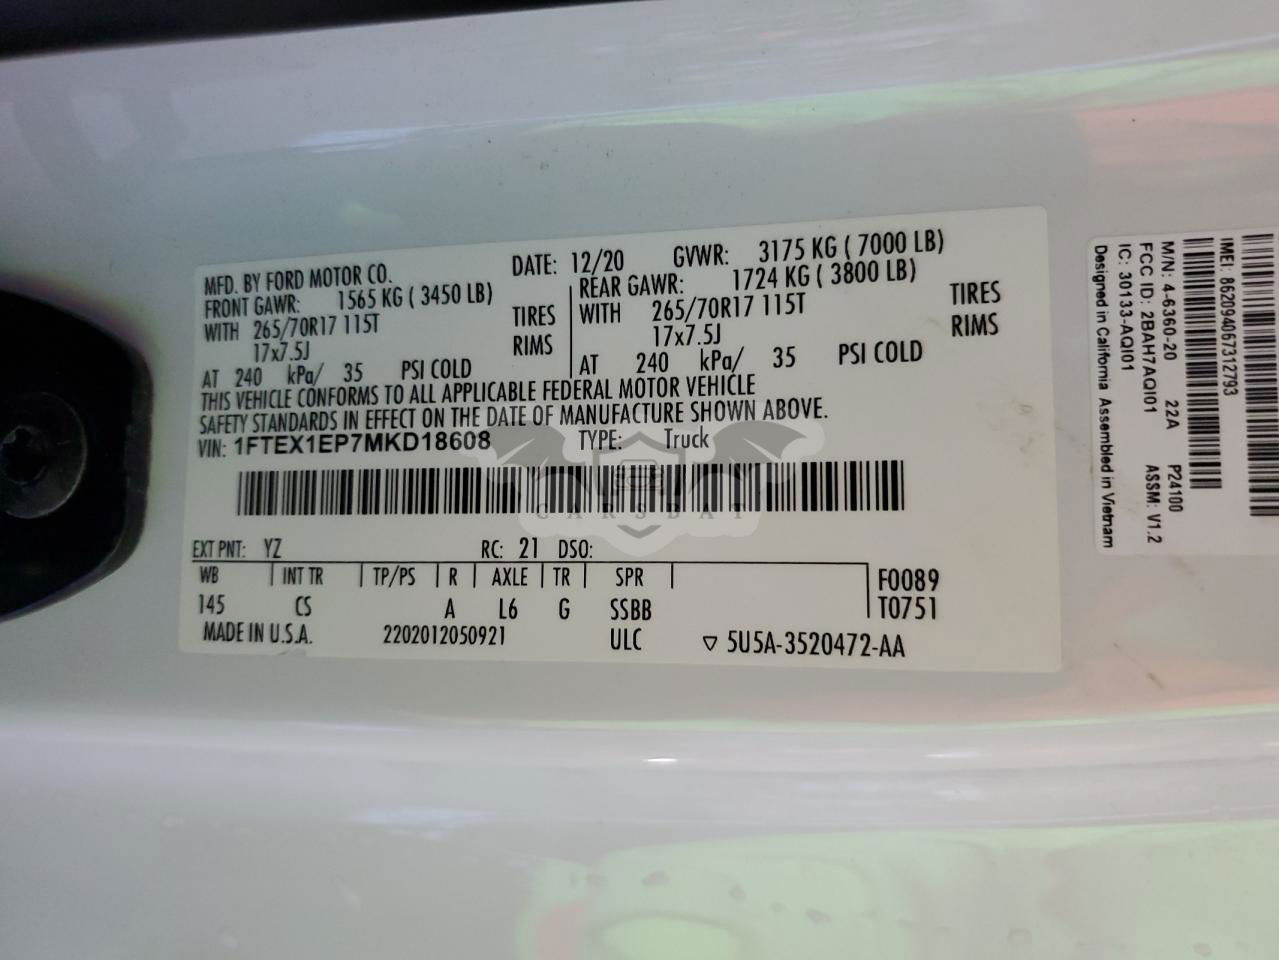 MFD. BY FORD MOTOR CO. DATE: 12/20 GVWR: 3175 KG ( 7000 LB)
FRONT GAWR: 1565 KG ( 3450 LB) REAR GAWR: 1724 KG ( 3800 LB)
WITH 265/70R17 115T TIRES WITH 265/70R17 115T TIRES
17x7.5J RIMS 17x7.5J RIMS
AT 240 kPa/ 35 PSI COLD AT 240 kPa/ 35 PSI COLD
THIS VEHICLE CONFORMS TO ALL APPLICABLE FEDERAL MOTOR VEHICLE
SAFETY STANDARDS IN EFFECT ON THE DATE OF MANUFACTURE SHOWN ABOVE.
VIN: 1FTEX1EP7MKD18608 TYPE: Truck
CARSBAT
EXT PNT: YZ RC: 21 DSO:
WB INT TR TP/PS R AXLE TR SPR F0089
145 CS A L6 G SSBB T0751
MADE IN U.S.A. 2202012050921 ULC 5U5A-3520472-AA
IMEI: 862094067312793
M/N: 4-6360-20 22A P24100
FCC ID: 2BAH7AQI01 ASSM: V1.2
IC: 30133-AQI01
Designed in California Assembled in Vietnam